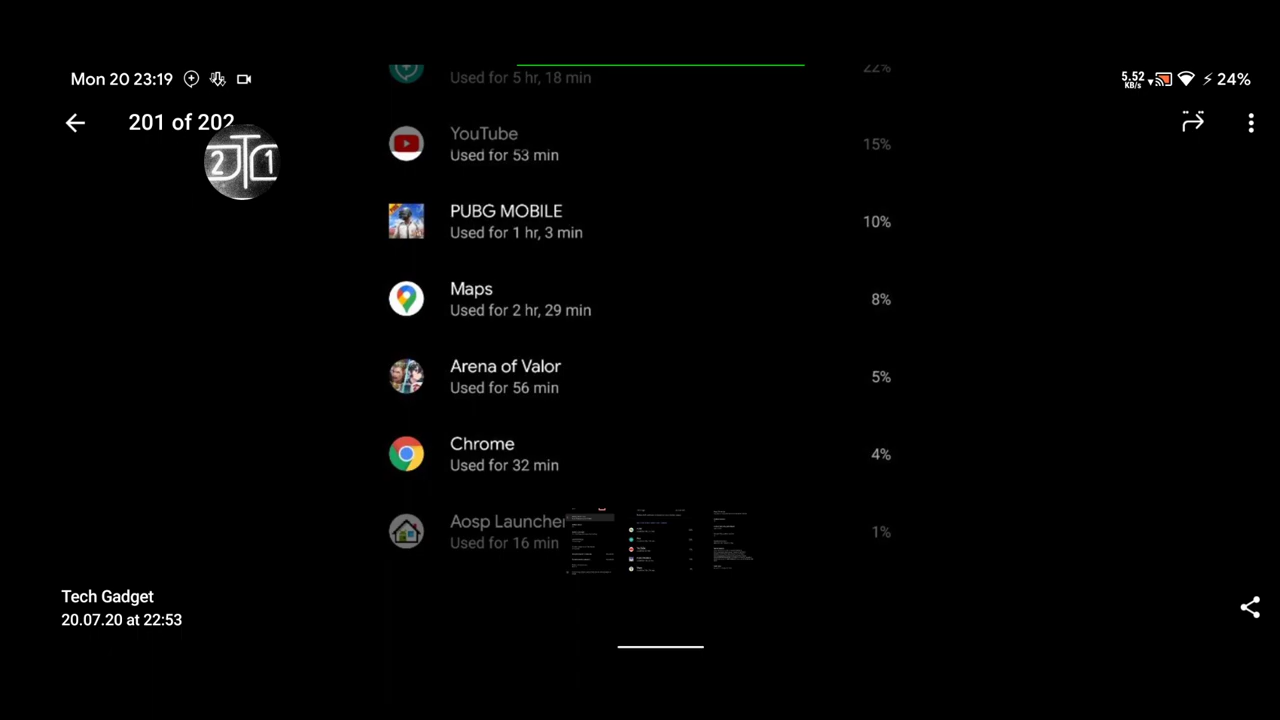 Mon 20 23:19
5.52 KB/s
24%
201 of 202
2 1
Used for 5 hr, 18 min
22%
YouTube
Used for 53 min
15%
PUBG MOBILE
Used for 1 hr, 3 min
10%
Maps
Used for 2 hr, 29 min
8%
Arena of Valor
Used for 56 min
5%
Chrome
Used for 32 min
4%
Aosp Launcher
Used for 16 min
1%
Tech Gadget
20.07.20 at 22:53